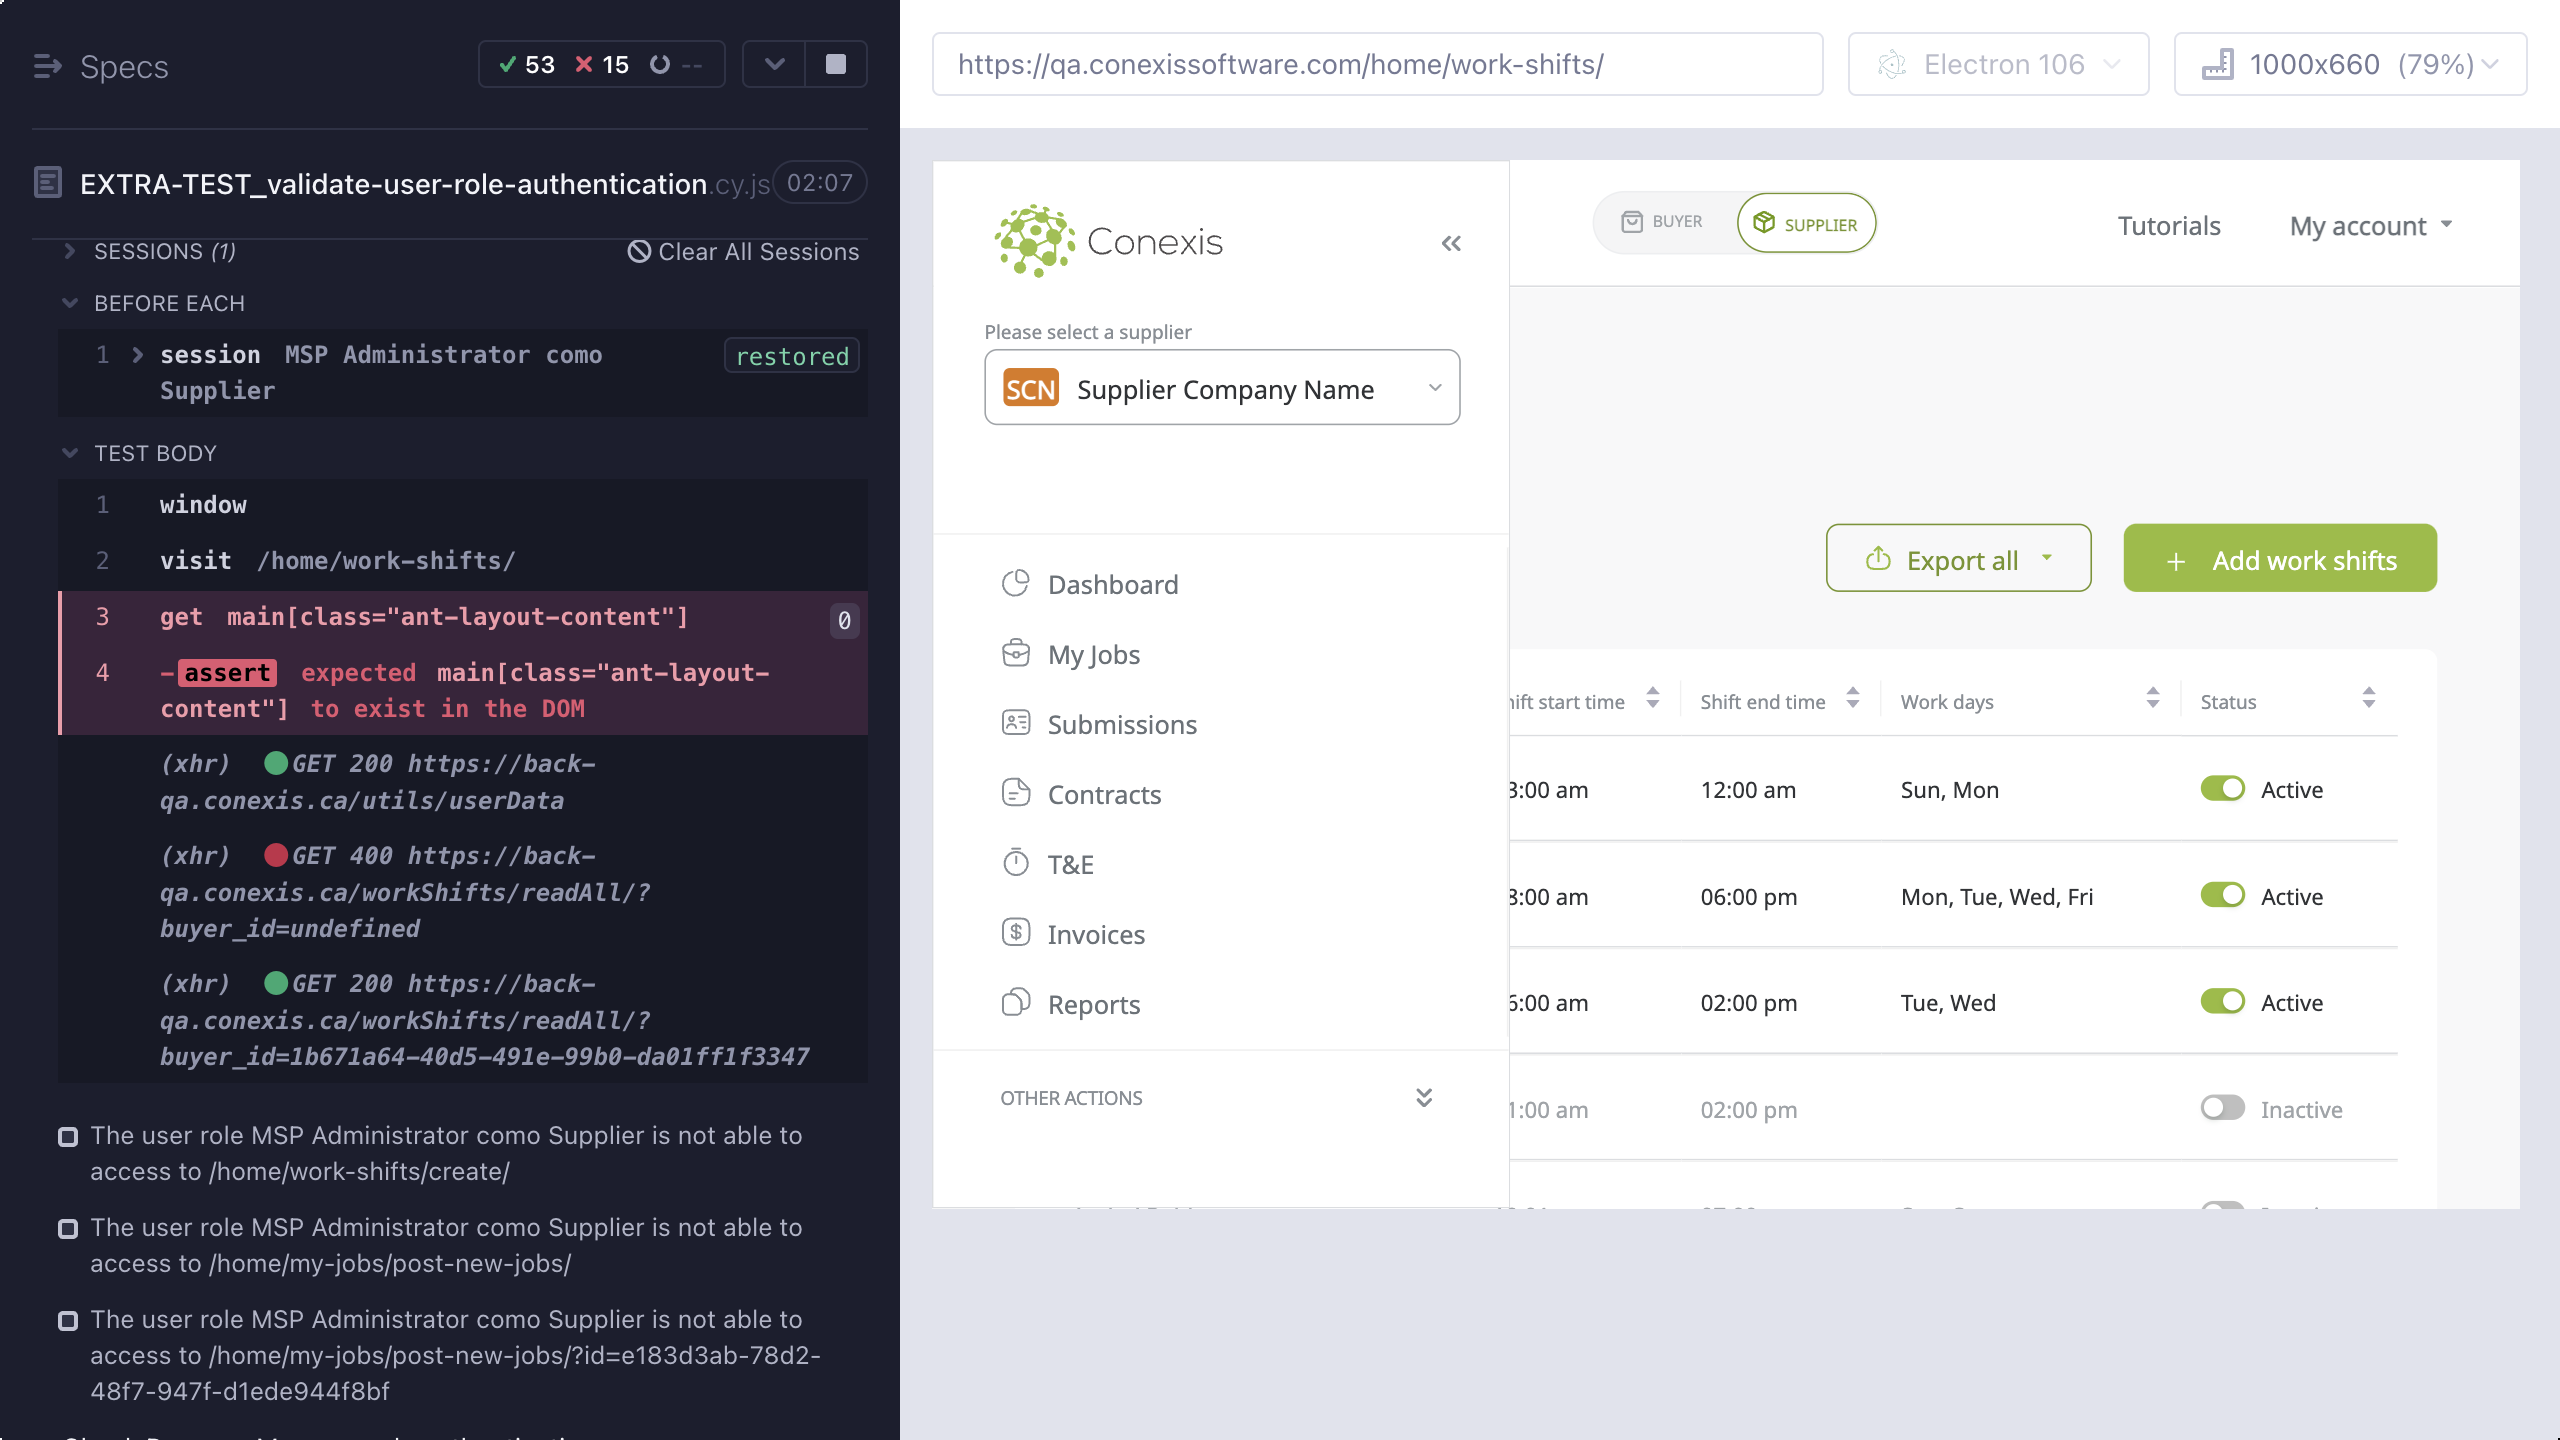 Specs
53 15 --
EXTRA-TEST_validate-user-role-authentication.cy.js 02:07
SESSIONS (1) Clear All Sessions
BEFORE EACH
1 session MSP Administrator como restored
Supplier
TEST BODY
1 window
2 visit /home/work-shifts/
3 get main[class="ant-layout-content"] 0
4 -assert expected main[class="ant-layout-
content"] to exist in the DOM
(xhr) GET 200 https://back-
qa.conexis.ca/utils/userData
(xhr) GET 400 https://back-
qa.conexis.ca/workShifts/readAll/?
buyer_id=undefined
(xhr) GET 200 https://back-
qa.conexis.ca/workShifts/readAll/?
buyer_id=1b671a64-40d5-491e-99b0-da01ff1f3347
The user role MSP Administrator como Supplier is not able to
access to /home/work-shifts/create/
The user role MSP Administrator como Supplier is not able to
access to /home/my-jobs/post-new-jobs/
The user role MSP Administrator como Supplier is not able to
access to /home/my-jobs/post-new-jobs/?id=e183d3ab-78d2-
48f7-947f-d1ede944f8bf
https://qa.conexissoftware.com/home/work-shifts/
Electron 106
1000x660 (79%)
Conexis
Please select a supplier
SCN Supplier Company Name
Dashboard
My Jobs
Submissions
Contracts
T&E
Invoices
Reports
OTHER ACTIONS
BUYER SUPPLIER
Tutorials My account
Export all
+ Add work shifts
ift start time Shift end time Work days Status
3:00 am 12:00 am Sun, Mon Active
8:00 am 06:00 pm Mon, Tue, Wed, Fri Active
6:00 am 02:00 pm Tue, Wed Active
1:00 am 02:00 pm Inactive